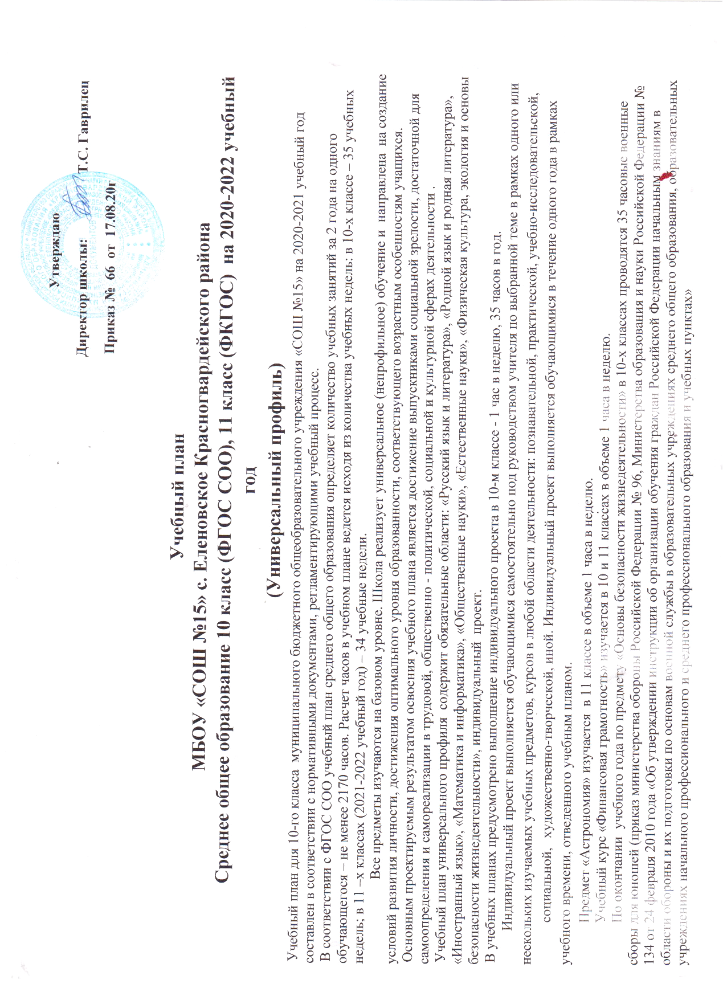 Утверждаю
Директор школы: Т.С. Гаврилец
Приказ № 66 от 17.08.20г
Учебный план
МБОУ «СОШ №15» с. Еленовское Красногвардейского района
Среднее общее образование 10 класс (ФГОС СОО), 11 класс (ФКГОС) на 2020-2022 учебный
год
(Универсальный профиль)
Учебный план для 10-го класса муниципального бюджетного общеобразовательного учреждения «СОШ №15» на 2020-2021 учебный год
составлен в соответствии с нормативными документами, регламентирующими учебный процесс.
В соответствии с ФГОС СОО учебный план среднего общего образования определяет количество учебных занятий за 2 года на одного
обучающегося – не менее 2170 часов. Расчет часов в учебном плане ведется исходя из количества учебных недель: в 10-х классе – 35 учебных
недель; в 11 –х классах (2021-2022 учебный год) – 34 учебные недели.
Все предметы изучаются на базовом уровне. Школа реализует универсальное (непрофильное) обучение и направлена на создание
условий развития личности, достижения оптимального уровня образованности, соответствующего возрастным особенностям учащихся.
Основным проектируемым результатом освоения учебного плана является достижение выпускниками социальной зрелости, достаточной для
самоопределения и самореализации в трудовой, общественно - политической, социальной и культурной сферах деятельности .
Учебный план универсального профиля содержит обязательные области: «Русский язык и литература», «Родной язык и родная литература»,
«Иностранный язык», «Математика и информатика», «Общественные науки», «Естественные науки», «Физическая культура, экология и основы
безопасности жизнедеятельности», индивидуальный проект.
В учебных планах предусмотрено выполнение индивидуального проекта в 10-м классе - 1 час в неделю, 35 часов в год.
Индивидуальный проект выполняется обучающимися самостоятельно под руководством учителя по выбранной теме в рамках одного или
нескольких изучаемых учебных предметов, курсов в любой области деятельности: познавательной, практической, учебно-исследовательской,
социальной, художественно-творческой, иной. Индивидуальный проект выполняется обучающимися в течение одного года в рамках
учебного времени, отведенного учебным планом.
Предмет «Астрономия» изучается в 11 классе в объеме 1 часа в неделю.
Учебный курс «Финансовая грамотность» изучается в 10 и 11 классах в объеме 1 часа в неделю.
По окончании учебного года по предмету «Основы безопасности жизнедеятельности» в 10-х классах проводятся 35 часовые военные
сборы для юношей (приказ министерства обороны Российской Федерации № 96, Министерства образования и науки Российской Федерации №
134 от 24 февраля 2010 года «Об утверждении инструкции об организации обучения граждан Российской Федерации начальным знаниям в
области обороны и их подготовки по основам военной службы в образовательных учреждениях среднего общего образования, образовательных
учреждениях начального профессионального и среднего профессионального образования и учебных пунктах»